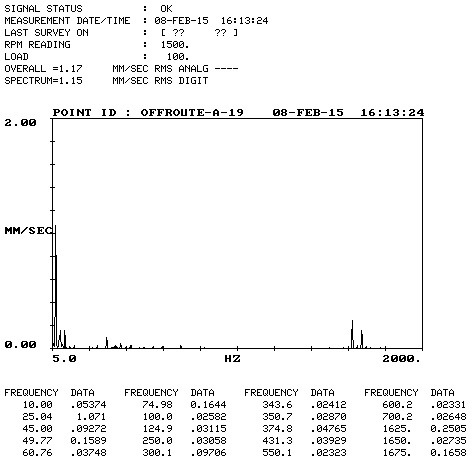 SIGNAL STATUS : OK
MEASUREMENT DATE/TIME : 08-FEB-15 16:13:24
LAST SURVEY ON : [ ?? ?? ]
RPM READING : 1500.
LOAD : 100.
OVERALL =1.17 MM/SEC RMS ANALG ----
SPECTRUM=1.15 MM/SEC RMS DIGIT
POINT ID : OFFROUTE-A-19 08-FEB-15 16:13:24
2.00
MM/SEC
0.00
5.0 HZ 2000.
FREQUENCY DATA FREQUENCY DATA FREQUENCY DATA FREQUENCY DATA
10.00 .05374 74.98 0.1644 343.6 .02412 600.2 .02331
25.04 1.071 100.0 .02582 350.7 .02870 700.2 .02648
45.00 .09272 124.9 .03115 374.8 .04765 1625. 0.2505
49.77 0.1589 250.0 .03058 431.3 .03929 1650. .02735
60.76 .03748 300.1 .09706 550.1 .02323 1675. 0.1658